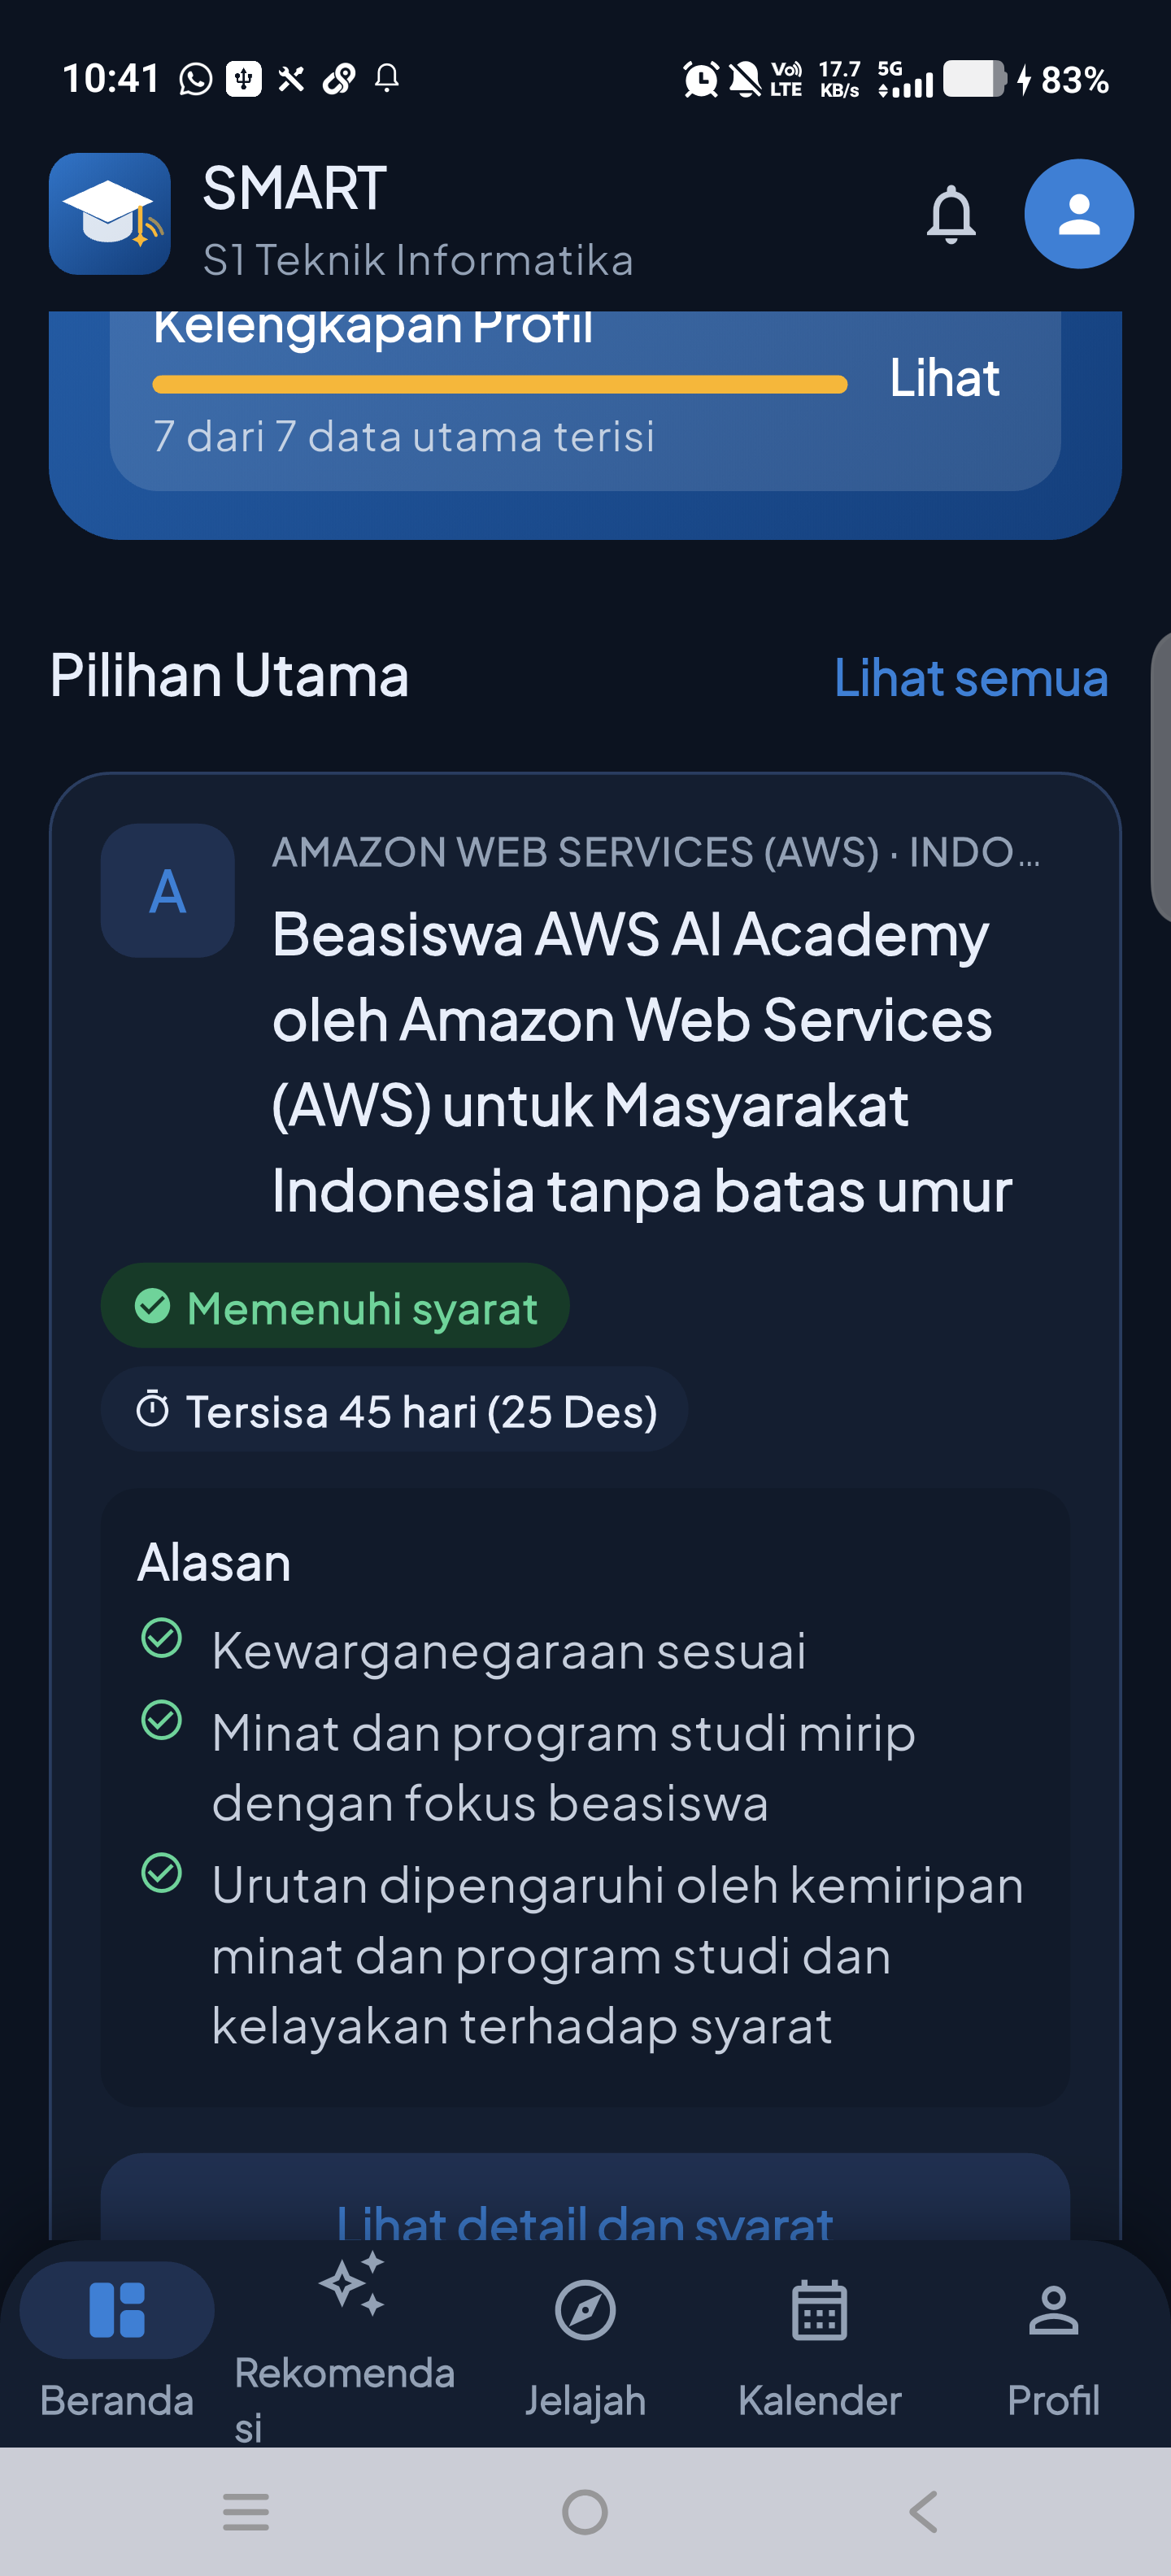 10:41
Vo) LTE
17.7 KB/s
5G
83%
SMART
S1 Teknik Informatika
Kelengkapan Profil
Lihat
7 dari 7 data utama terisi
Pilihan Utama
Lihat semua
A
AMAZON WEB SERVICES (AWS) · INDO...
Beasiswa AWS AI Academy
oleh Amazon Web Services
(AWS) untuk Masyarakat
Indonesia tanpa batas umur
Memenuhi syarat
Tersisa 45 hari (25 Des)
Alasan
Kewarganegaraan sesuai
Minat dan program studi mirip
dengan fokus beasiswa
Urutan dipengaruhi oleh kemiripan
minat dan program studi dan
kelayakan terhadap syarat
Lihat detail dan syarat
Beranda
Rekomenda
si
Jelajah
Kalender
Profil